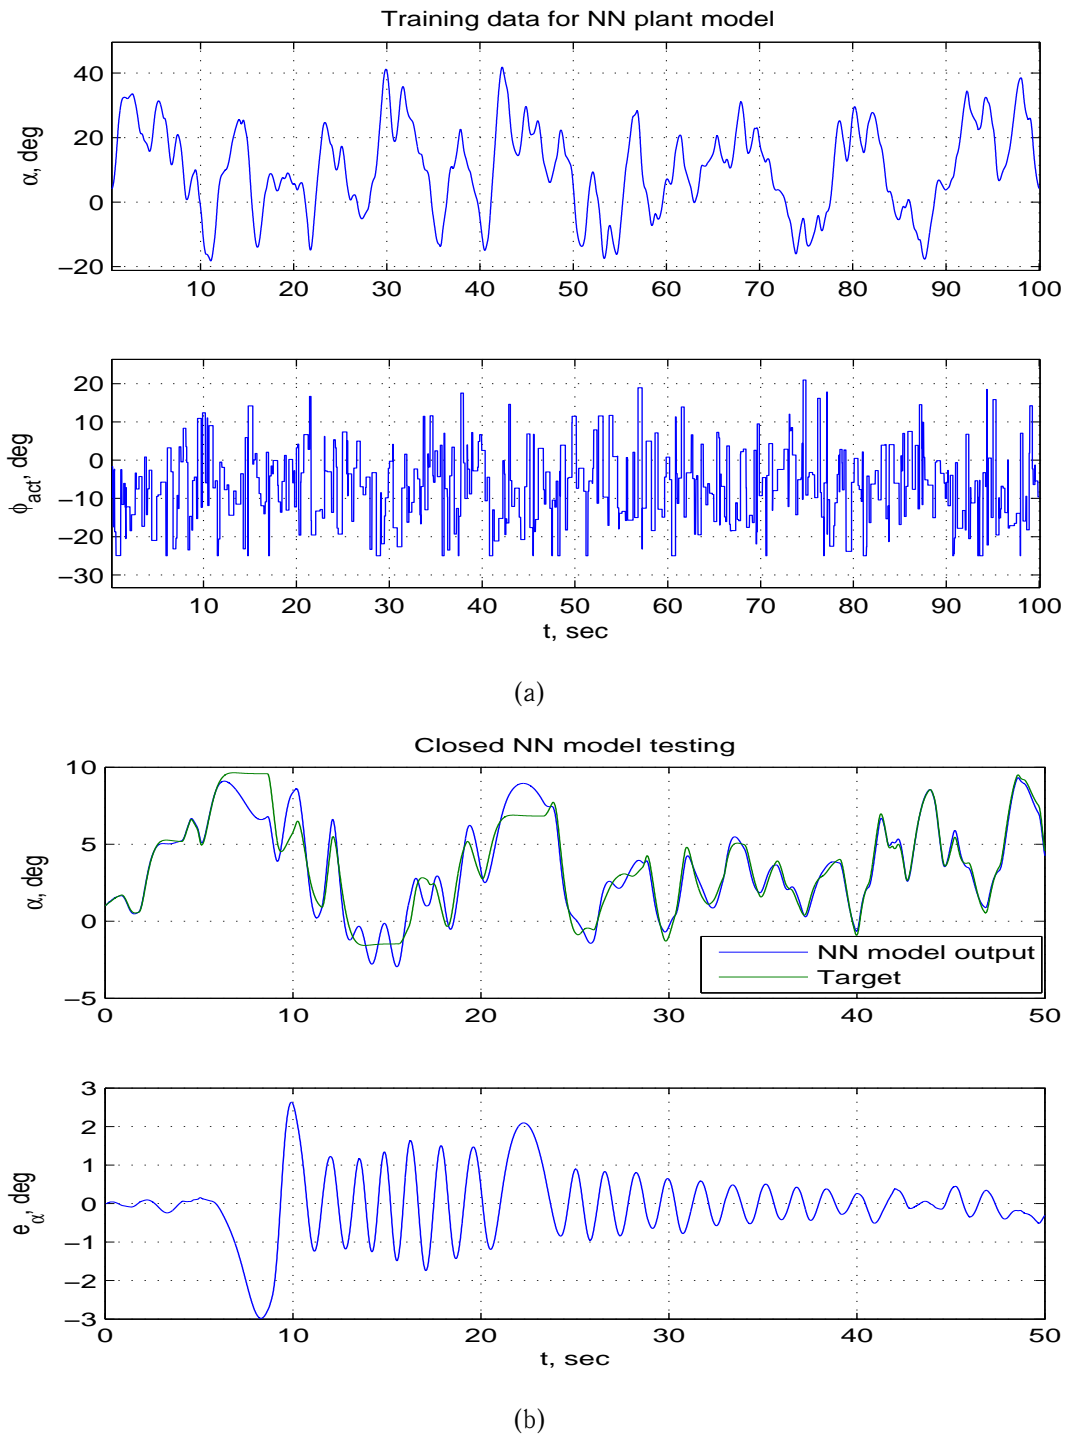 Training data for NN plant model
40
20
0
−20
α, deg
10 20 30 40 50 60 70 80 90 100
20
10
0
−10
−20
−30
ϕact, deg
10 20 30 40 50 60 70 80 90 100
t, sec
(a)
Closed NN model testing
10
5
0
−5
α, deg
NN model output
Target
0 10 20 30 40 50
3
2
1
0
−1
−2
−3
eα, deg
0 10 20 30 40 50
t, sec
(b)